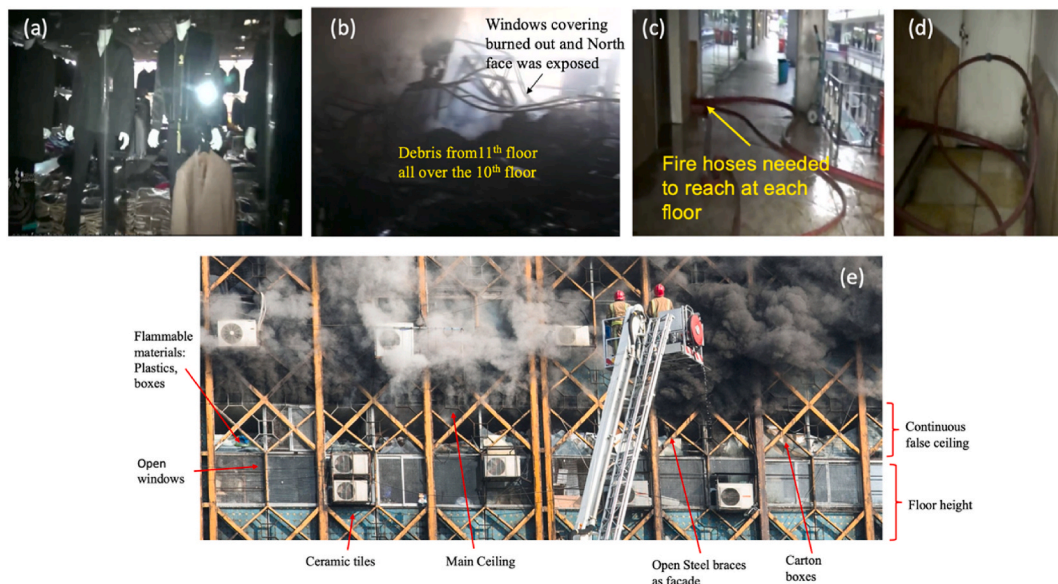 (a)
(b)
Windows covering
burned out and North
face was exposed
Debris from11th floor
all over the 10th floor
(c)
Fire hoses needed
to reach at each
floor
(d)
(e)
Flammable
materials:
Plastics,
boxes
Open
windows
Ceramic tiles
Main Ceiling
Open Steel braces
as façade
Carton
boxes
Continuous
false ceiling
Floor height